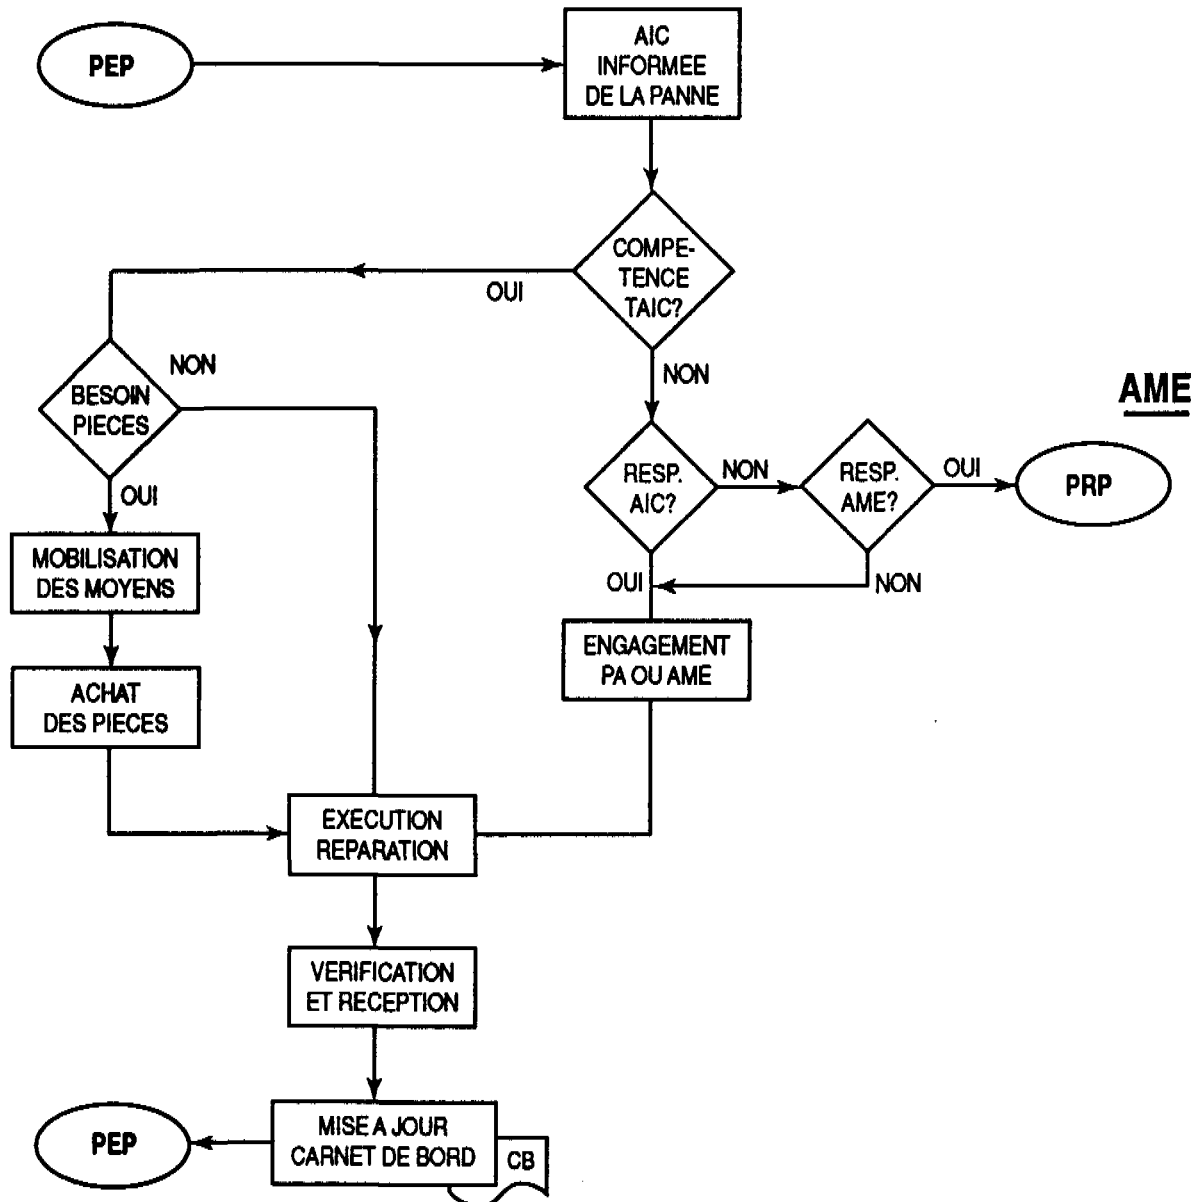 PEP
AIC
INFORMEE
DE LA PANNE
COMPE-
TENCE
TAIC?
OUI
NON
BESOIN
PIECES
NON
OUI
AME
RESP.
AIC?
NON
RESP.
AME?
OUI
PRP
MOBILISATION
DES MOYENS
OUI
NON
ENGAGEMENT
PA OU AME
ACHAT
DES PIECES
EXECUTION
REPARATION
VERIFICATION
ET RECEPTION
MISE A JOUR
CARNET DE BORD
CB
PEP